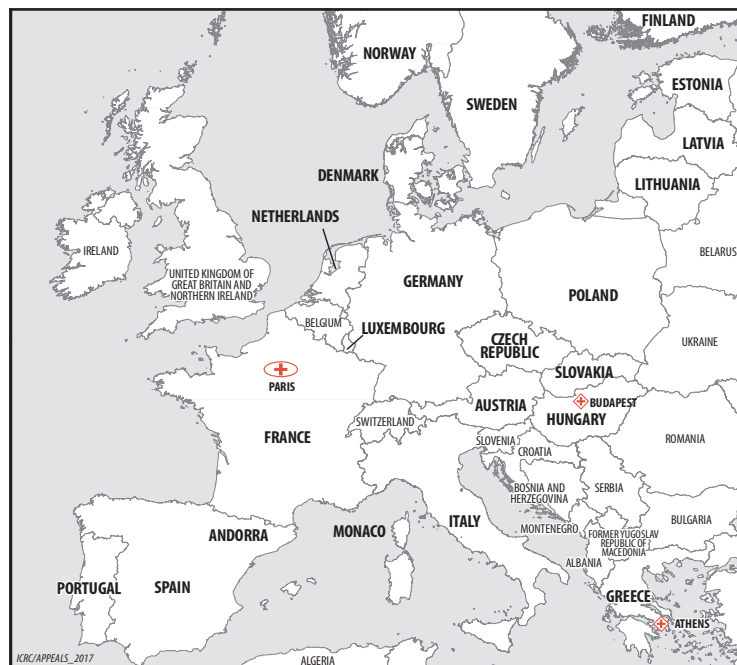 FINLAND
NORWAY
SWEDEN
ESTONIA
LATVIA
DENMARK
LITHUANIA
NETHERLANDS
IRELAND
BELARUS
UNITED KINGDOM OF
GREAT BRITAIN AND
NORTHERN IRELAND
GERMANY
POLAND
BELGIUM
LUXEMBOURG
CZECH
REPUBLIC
UKRAINE
SLOVAKIA
PARIS
AUSTRIA
BUDAPEST
HUNGARY
SWITZERLAND
FRANCE
SLOVENIA
CROATIA
ROMANIA
BOSNIA AND
HERZEGOVINA
SERBIA
ANDORRA
MONACO
ITALY
MONTENEGRO
BULGARIA
FORMER YUGOSLAV
REPUBLIC OF
MACEDONIA
ALBANIA
PORTUGAL
SPAIN
GREECE
ATHENS
ICRC/APPEALS_2017
ALGERIA